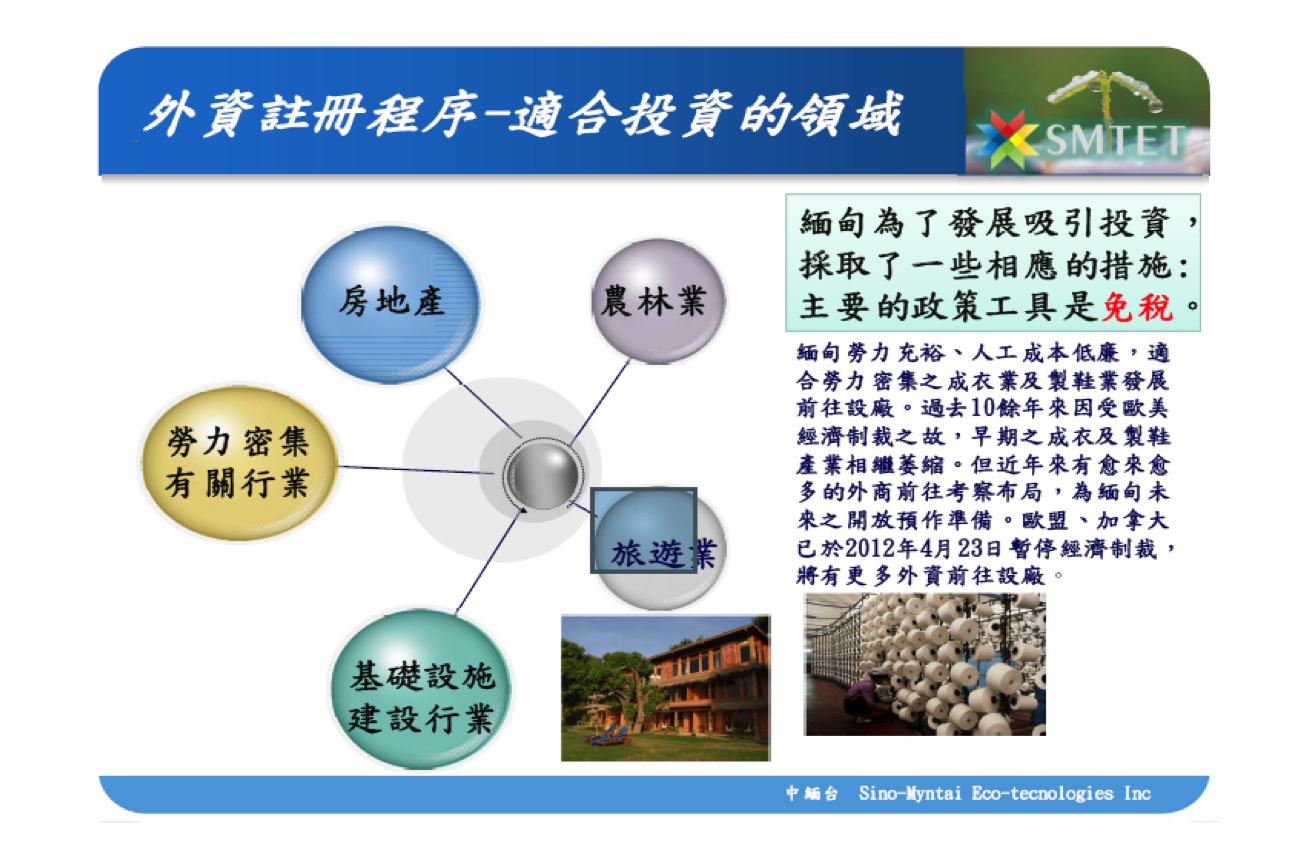 外資註冊程序-適合投資的領域
SMTET
房地產
農林業
勞力密集
有關行業
旅遊業
基礎設施
建設行業
緬甸為了發展吸引投資，
採取了一些相應的措施:
主要的政策工具是免稅。
緬甸勞力充裕、人工成本低廉，適
合勞力密集之成衣業及製鞋業發展
前往設廠。過去10餘年來因受歐美
經濟制裁之故，早期之成衣及製鞋
產業相繼萎縮。但近年來有愈來愈
多的外商前往考察布局，為緬甸未
來之開放預作準備。歐盟、加拿大
已於2012年4月23日暫停經濟制裁，
將有更多外資前往設廠。
中緬台 Sino-Myntai Eco-tecnologies Inc